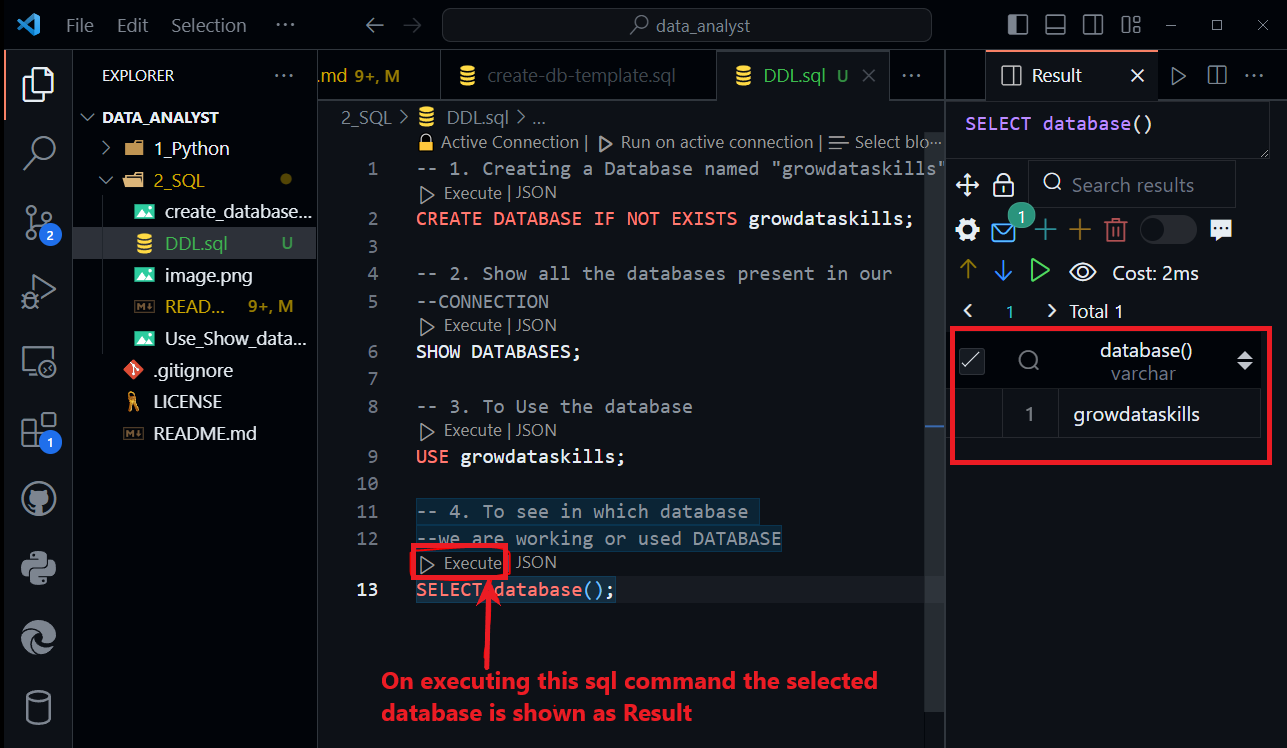 File Edit Selection ··· data_analyst
EXPLORER ···
DATA_ANALYST
1_Python
2_SQL
create_database...
DDL.sql U
image.png
READ... 9+, M
Use_Show_data...
.gitignore
LICENSE
README.md
2
1
.md 9+, M
create-db-template.sql
DDL.sql U
···
2_SQL > DDL.sql > ...
Active Connection | Run on active connection | Select blo···
1 -- 1. Creating a Database named "growdataskills"
Execute | JSON
2 CREATE DATABASE IF NOT EXISTS growdataskills;
3
4 -- 2. Show all the databases present in our
5 --CONNECTION
Execute | JSON
6 SHOW DATABASES;
7
8 -- 3. To Use the database
Execute | JSON
9 USE growdataskills;
10
11 -- 4. To see in which database
12 --we are working or used DATABASE
Execute | JSON
13 SELECT database();
On executing this sql command the selected
database is shown as Result
Result
···
SELECT database()
Search results
1
Cost: 2ms
1 Total 1
database()
varchar
1 growdataskills